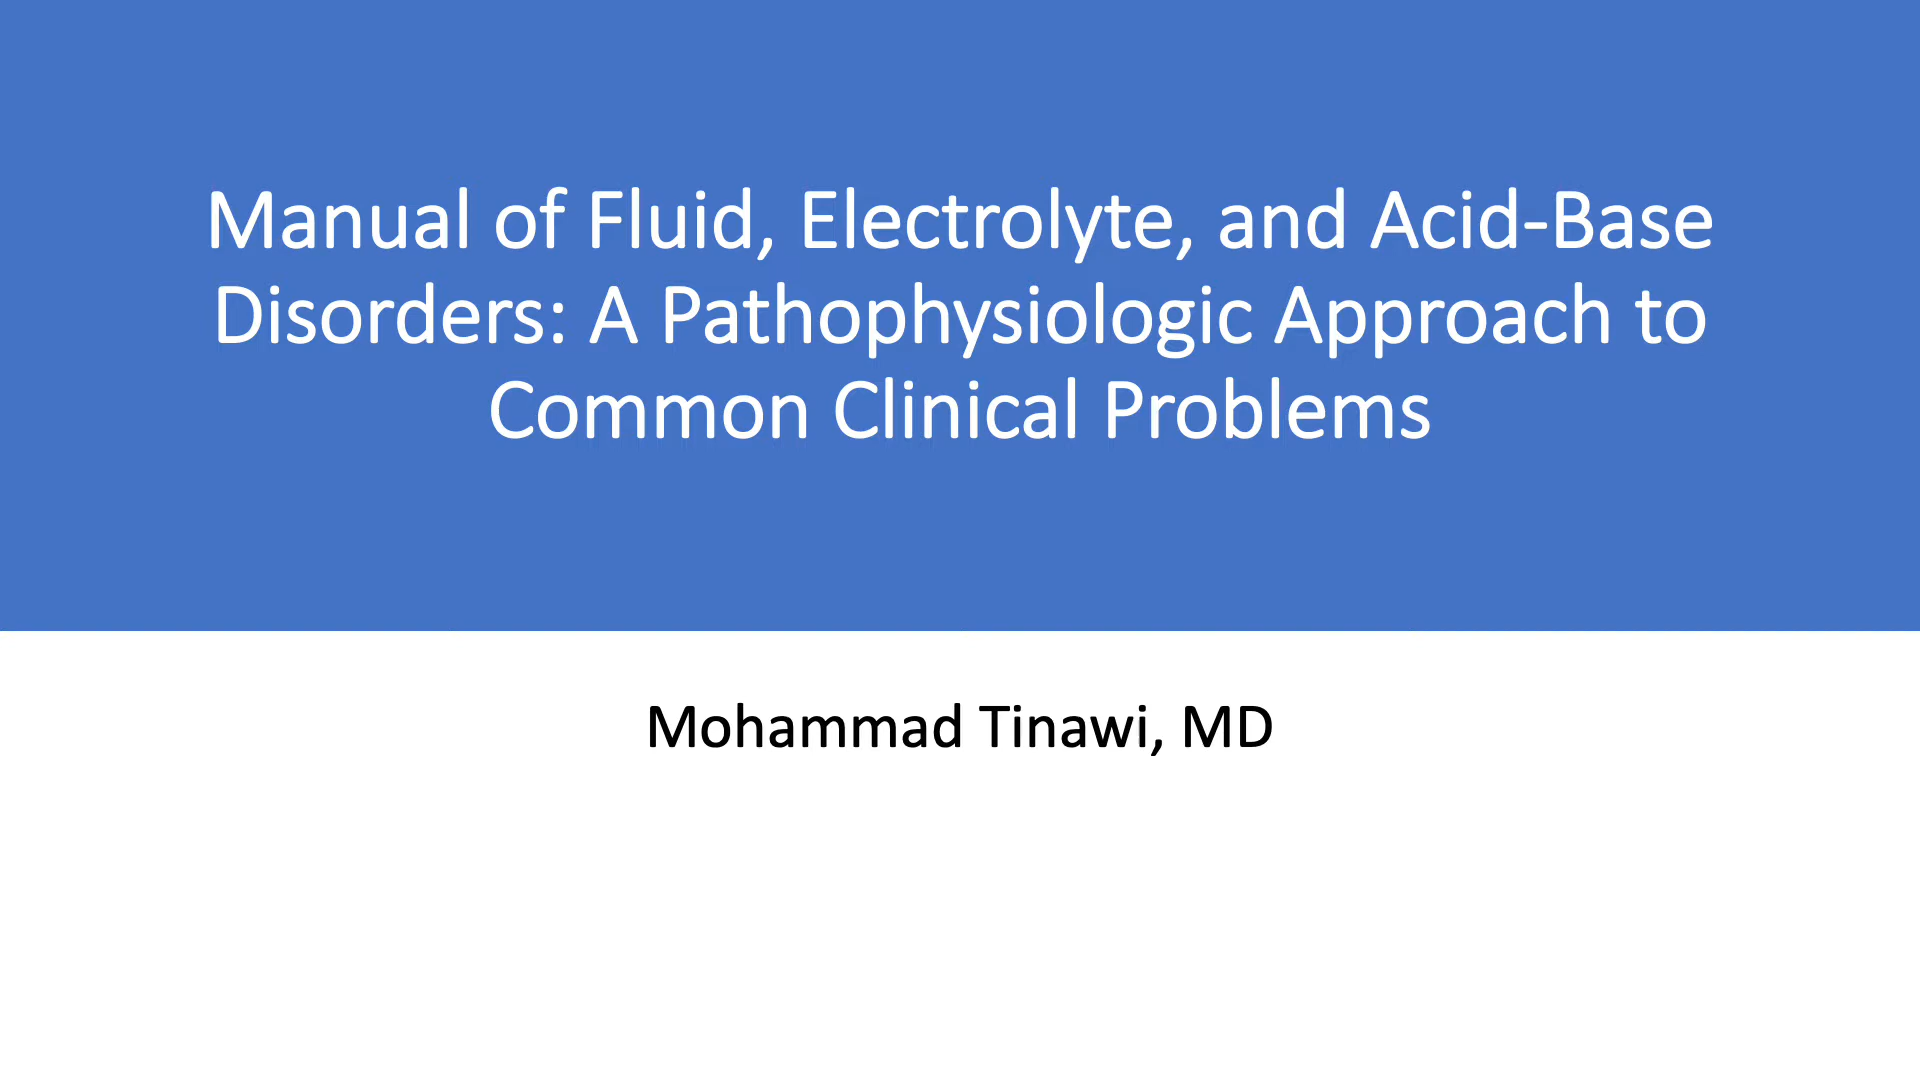 Manual of Fluid, Electrolyte, and Acid-Base
Disorders: A Pathophysiologic Approach to
Common Clinical Problems
Mohammad Tinawi, MD